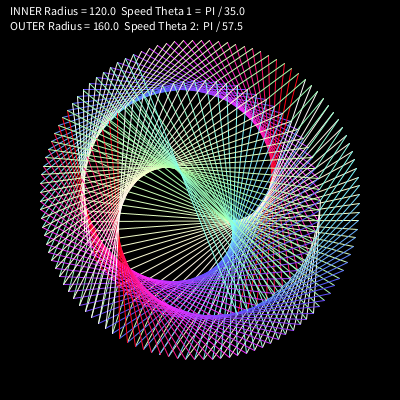 INNER Radius = 120.0  Speed Theta 1 =  PI / 35.0
OUTER Radius = 160.0  Speed Theta 2:  PI / 57.5